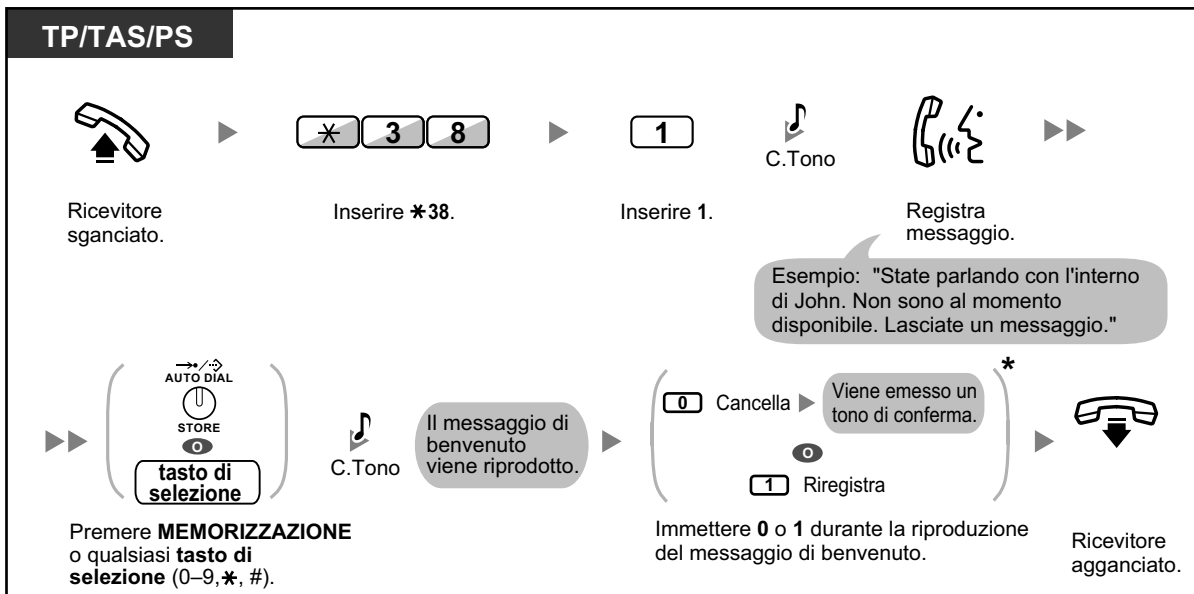 TP/TAS/PS
* 3 8
1
C.Tono
Ricevitore
sganciato.
Inserire *38.
Inserire 1.
Registra
messaggio.
Esempio: "State parlando con l'interno
di John. Non sono al momento
disponibile. Lasciate un messaggio."
AUTO DIAL
STORE
O
tasto di
selezione
C.Tono
Il messaggio di
benvenuto
viene riprodotto.
0 Cancella
Viene emesso un
tono di conferma.
O
1 Riregistra
*
Premere MEMORIZZAZIONE
o qualsiasi tasto di
selezione (0–9,*, #).
Immettere 0 o 1 durante la riproduzione
del messaggio di benvenuto.
Ricevitore
agganciato.